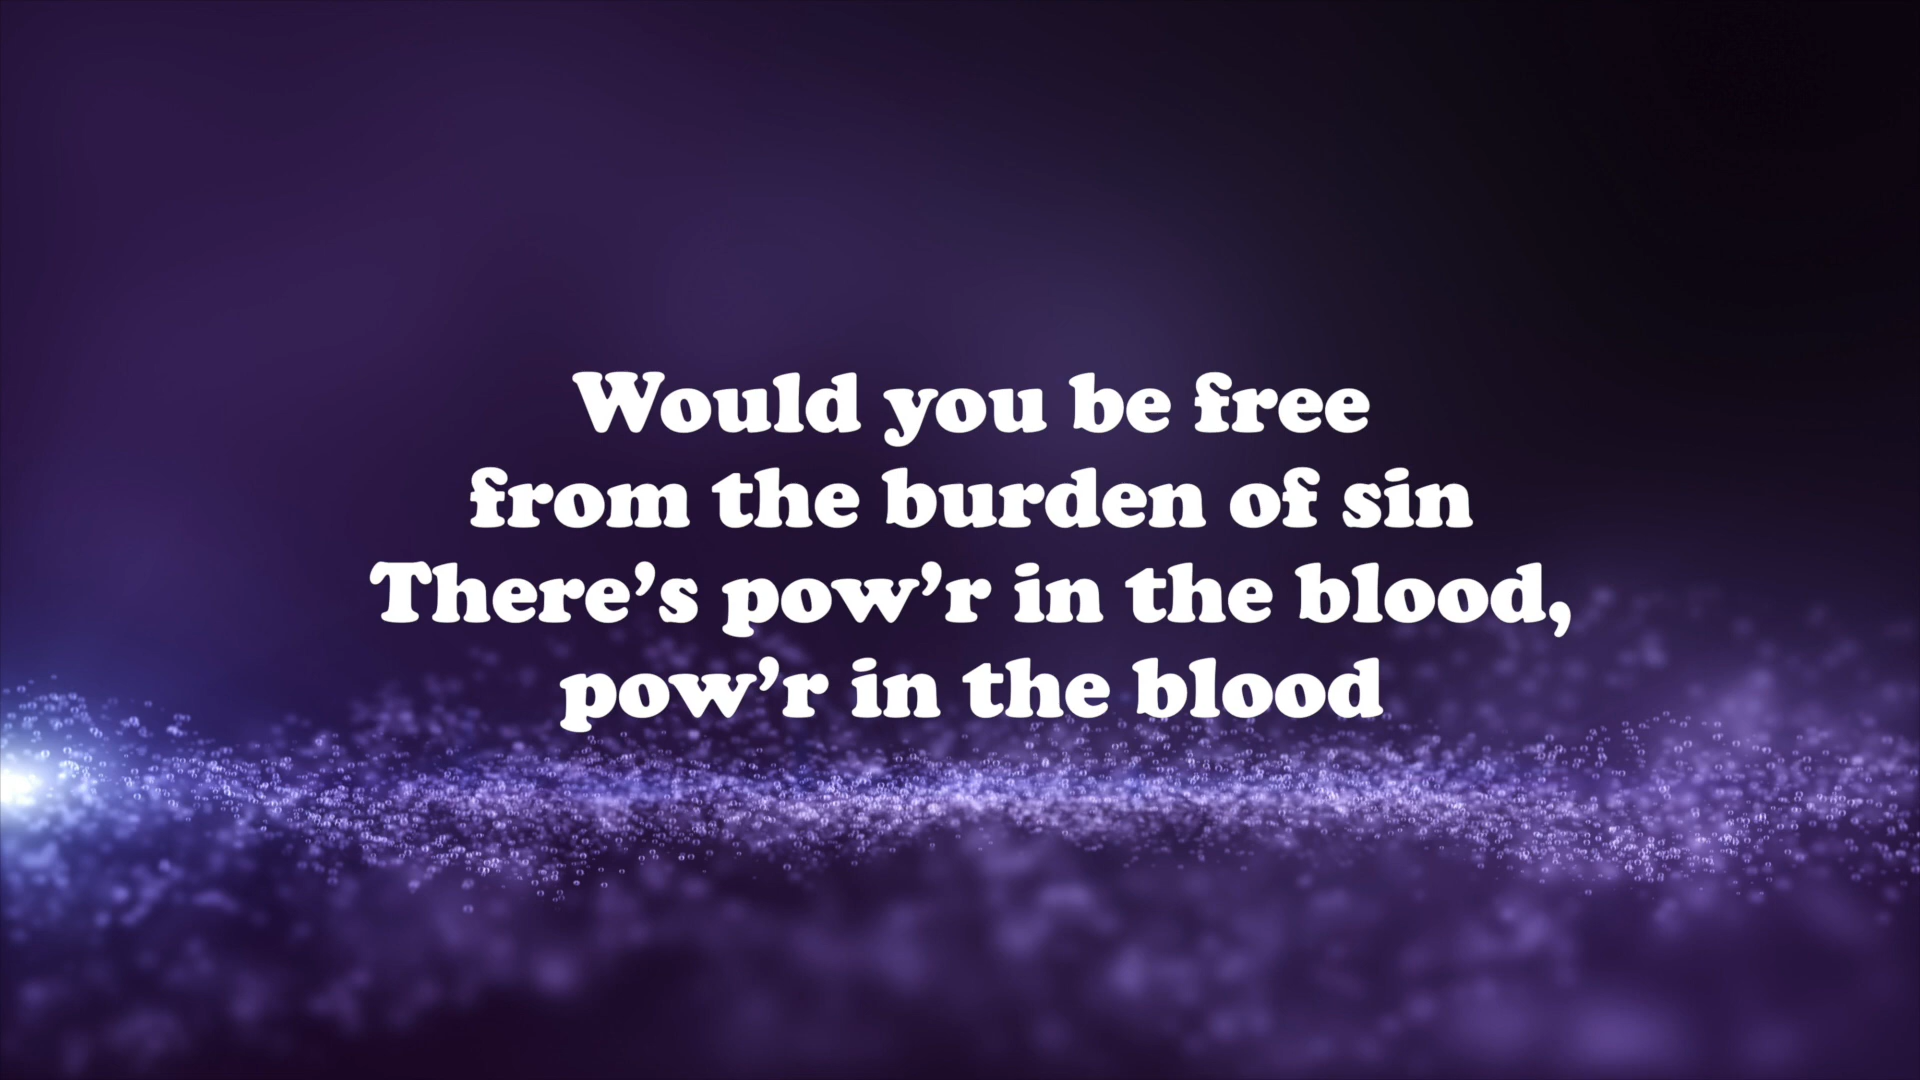 Would you be free
from the burden of sin
There’s pow’r in the blood,
pow’r in the blood